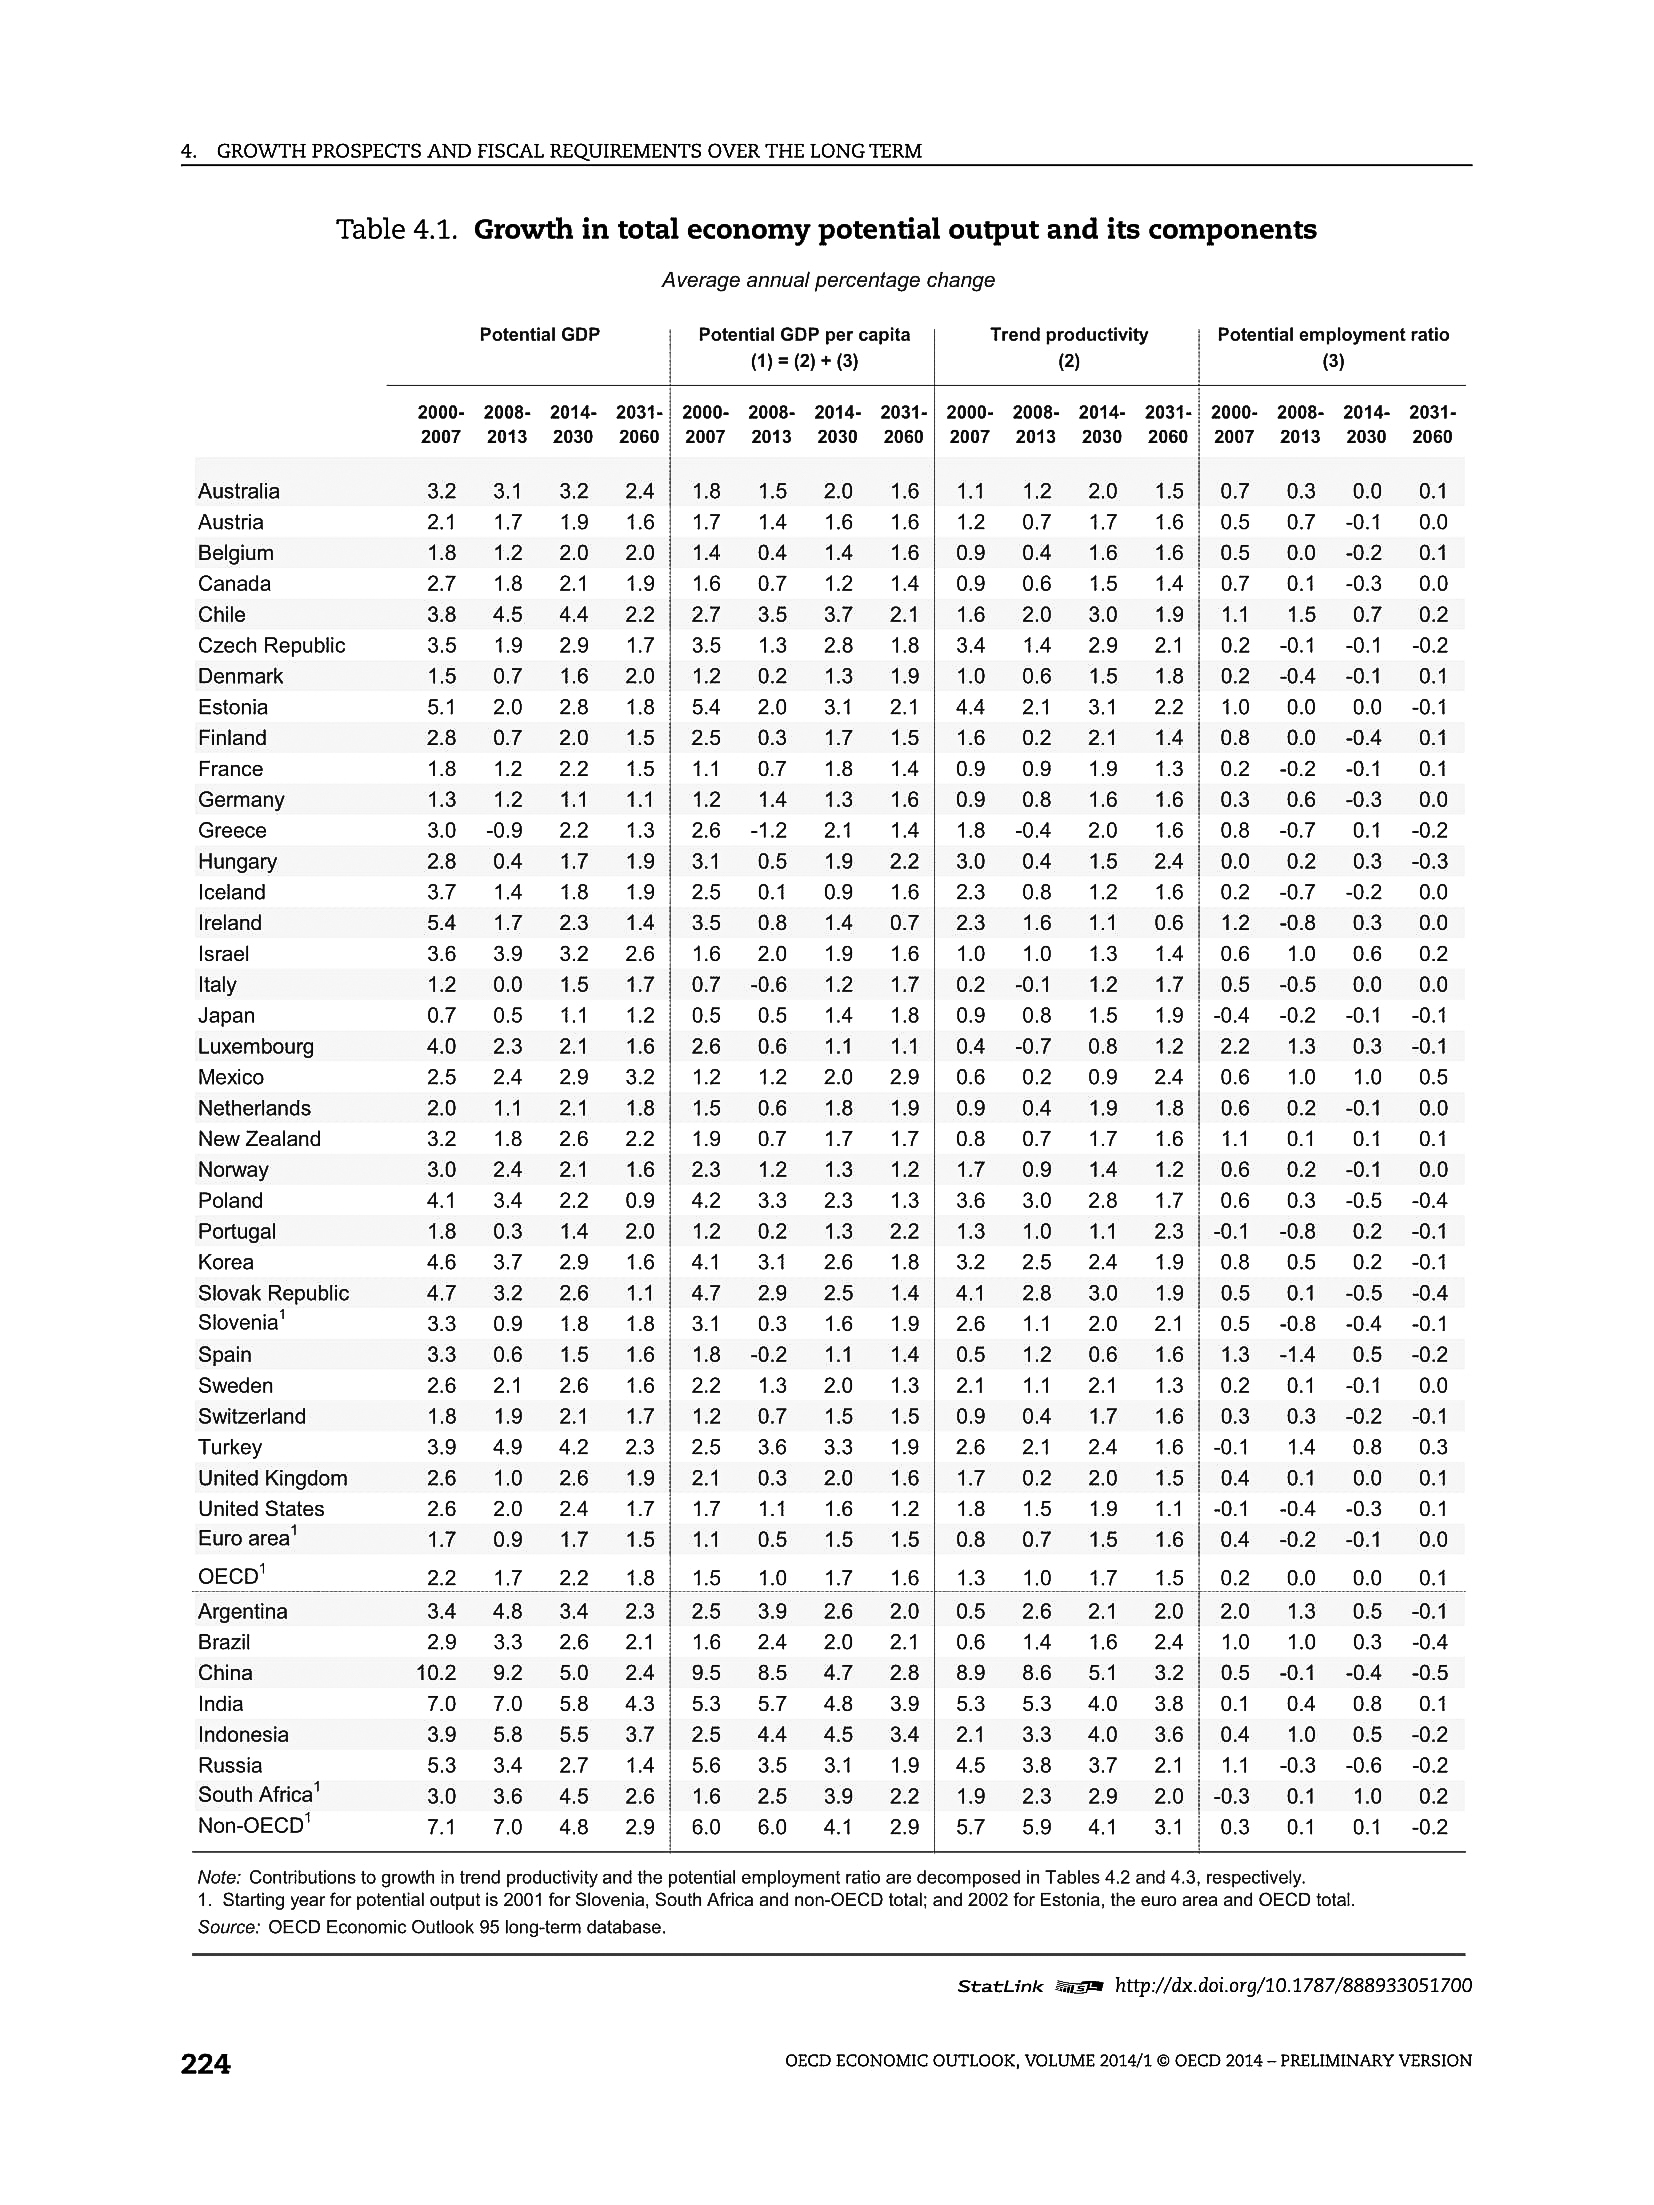 4. GROWTH PROSPECTS AND FISCAL REQUIREMENTS OVER THE LONG TERM
Table 4.1. Growth in total economy potential output and its components
Average annual percentage change
Potential GDP Potential GDP per capita Trend productivity Potential employment ratio
(1) = (2) + (3) (2) (3)
2000- 2008- 2014- 2031- 2000- 2008- 2014- 2031- 2000- 2008- 2014- 2031- 2000- 2008- 2014- 2031-
2007 2013 2030 2060 2007 2013 2030 2060 2007 2013 2030 2060 2007 2013 2030 2060
Australia 3.2 3.1 3.2 2.4 1.8 1.5 2.0 1.6 1.1 1.2 2.0 1.5 0.7 0.3 0.0 0.1
Austria 2.1 1.7 1.9 1.6 1.7 1.4 1.6 1.6 1.2 0.7 1.7 1.6 0.5 0.7 -0.1 0.0
Belgium 1.8 1.2 2.0 2.0 1.4 0.4 1.4 1.6 0.9 0.4 1.6 1.6 0.5 0.0 -0.2 0.1
Canada 2.7 1.8 2.1 1.9 1.6 0.7 1.2 1.4 0.9 0.6 1.5 1.4 0.7 0.1 -0.3 0.0
Chile 3.8 4.5 4.4 2.2 2.7 3.5 3.7 2.1 1.6 2.0 3.0 1.9 1.1 1.5 0.7 0.2
Czech Republic 3.5 1.9 2.9 1.7 3.5 1.3 2.8 1.8 3.4 1.4 2.9 2.1 0.2 -0.1 -0.1 -0.2
Denmark 1.5 0.7 1.6 2.0 1.2 0.2 1.3 1.9 1.0 0.6 1.5 1.8 0.2 -0.4 -0.1 0.1
Estonia 5.1 2.0 2.8 1.8 5.4 2.0 3.1 2.1 4.4 2.1 3.1 2.2 1.0 0.0 0.0 -0.1
Finland 2.8 0.7 2.0 1.5 2.5 0.3 1.7 1.5 1.6 0.2 2.1 1.4 0.8 0.0 -0.4 0.1
France 1.8 1.2 2.2 1.5 1.1 0.7 1.8 1.4 0.9 0.9 1.9 1.3 0.2 -0.2 -0.1 0.1
Germany 1.3 1.2 1.1 1.1 1.2 1.4 1.3 1.6 0.9 0.8 1.6 1.6 0.3 0.6 -0.3 0.0
Greece 3.0 -0.9 2.2 1.3 2.6 -1.2 2.1 1.4 1.8 -0.4 2.0 1.6 0.8 -0.7 0.1 -0.2
Hungary 2.8 0.4 1.7 1.9 3.1 0.5 1.9 2.2 3.0 0.4 1.5 2.4 0.0 0.2 0.3 -0.3
Iceland 3.7 1.4 1.8 1.9 2.5 0.1 0.9 1.6 2.3 0.8 1.2 1.6 0.2 -0.7 -0.2 0.0
Ireland 5.4 1.7 2.3 1.4 3.5 0.8 1.4 0.7 2.3 1.6 1.1 0.6 1.2 -0.8 0.3 0.0
Israel 3.6 3.9 3.2 2.6 1.6 2.0 1.9 1.6 1.0 1.0 1.3 1.4 0.6 1.0 0.6 0.2
Italy 1.2 0.0 1.5 1.7 0.7 -0.6 1.2 1.7 0.2 -0.1 1.2 1.7 0.5 -0.5 0.0 0.0
Japan 0.7 0.5 1.1 1.2 0.5 0.5 1.4 1.8 0.9 0.8 1.5 1.9 -0.4 -0.2 -0.1 -0.1
Luxembourg 4.0 2.3 2.1 1.6 2.6 0.6 1.1 1.1 0.4 -0.7 0.8 1.2 2.2 1.3 0.3 -0.1
Mexico 2.5 2.4 2.9 3.2 1.2 1.2 2.0 2.9 0.6 0.2 0.9 2.4 0.6 1.0 1.0 0.5
Netherlands 2.0 1.1 2.1 1.8 1.5 0.6 1.8 1.9 0.9 0.4 1.9 1.8 0.6 0.2 -0.1 0.0
New Zealand 3.2 1.8 2.6 2.2 1.9 0.7 1.7 1.7 0.8 0.7 1.7 1.6 1.1 0.1 0.1 0.1
Norway 3.0 2.4 2.1 1.6 2.3 1.2 1.3 1.2 1.7 0.9 1.4 1.2 0.6 0.2 -0.1 0.0
Poland 4.1 3.4 2.2 0.9 4.2 3.3 2.3 1.3 3.6 3.0 2.8 1.7 0.6 0.3 -0.5 -0.4
Portugal 1.8 0.3 1.4 2.0 1.2 0.2 1.3 2.2 1.3 1.0 1.1 2.3 -0.1 -0.8 0.2 -0.1
Korea 4.6 3.7 2.9 1.6 4.1 3.1 2.6 1.8 3.2 2.5 2.4 1.9 0.8 0.5 0.2 -0.1
Slovak Republic 4.7 3.2 2.6 1.1 4.7 2.9 2.5 1.4 4.1 2.8 3.0 1.9 0.5 0.1 -0.5 -0.4
Slovenia1 3.3 0.9 1.8 1.8 3.1 0.3 1.6 1.9 2.6 1.1 2.0 2.1 0.5 -0.8 -0.4 -0.1
Spain 3.3 0.6 1.5 1.6 1.8 -0.2 1.1 1.4 0.5 1.2 0.6 1.6 1.3 -1.4 0.5 -0.2
Sweden 2.6 2.1 2.6 1.6 2.2 1.3 2.0 1.3 2.1 1.1 2.1 1.3 0.2 0.1 -0.1 0.0
Switzerland 1.8 1.9 2.1 1.7 1.2 0.7 1.5 1.5 0.9 0.4 1.7 1.6 0.3 0.3 -0.2 -0.1
Turkey 3.9 4.9 4.2 2.3 2.5 3.6 3.3 1.9 2.6 2.1 2.4 1.6 -0.1 1.4 0.8 0.3
United Kingdom 2.6 1.0 2.6 1.9 2.1 0.3 2.0 1.6 1.7 0.2 2.0 1.5 0.4 0.1 0.0 0.1
United States 2.6 2.0 2.4 1.7 1.7 1.1 1.6 1.2 1.8 1.5 1.9 1.1 -0.1 -0.4 -0.3 0.1
Euro area1 1.7 0.9 1.7 1.5 1.1 0.5 1.5 1.5 0.8 0.7 1.5 1.6 0.4 -0.2 -0.1 0.0
OECD1 2.2 1.7 2.2 1.8 1.5 1.0 1.7 1.6 1.3 1.0 1.7 1.5 0.2 0.0 0.0 0.1
Argentina 3.4 4.8 3.4 2.3 2.5 3.9 2.6 2.0 0.5 2.6 2.1 2.0 2.0 1.3 0.5 -0.1
Brazil 2.9 3.3 2.6 2.1 1.6 2.4 2.0 2.1 0.6 1.4 1.6 2.4 1.0 1.0 0.3 -0.4
China 10.2 9.2 5.0 2.4 9.5 8.5 4.7 2.8 8.9 8.6 5.1 3.2 0.5 -0.1 -0.4 -0.5
India 7.0 7.0 5.8 4.3 5.3 5.7 4.8 3.9 5.3 5.3 4.0 3.8 0.1 0.4 0.8 0.1
Indonesia 3.9 5.8 5.5 3.7 2.5 4.4 4.5 3.4 2.1 3.3 4.0 3.6 0.4 1.0 0.5 -0.2
Russia 5.3 3.4 2.7 1.4 5.6 3.5 3.1 1.9 4.5 3.8 3.7 2.1 1.1 -0.3 -0.6 -0.2
South Africa1 3.0 3.6 4.5 2.6 1.6 2.5 3.9 2.2 1.9 2.3 2.9 2.0 -0.3 0.1 1.0 0.2
Non-OECD1 7.1 7.0 4.8 2.9 6.0 6.0 4.1 2.9 5.7 5.9 4.1 3.1 0.3 0.1 0.1 -0.2
Note: Contributions to growth in trend productivity and the potential employment ratio are decomposed in Tables 4.2 and 4.3, respectively.
1. Starting year for potential output is 2001 for Slovenia, South Africa and non-OECD total; and 2002 for Estonia, the euro area and OECD total.
Source: OECD Economic Outlook 95 long-term database.
StatLink http://dx.doi.org/10.1787/888933051700
224 OECD ECONOMIC OUTLOOK, VOLUME 2014/1 © OECD 2014 – PRELIMINARY VERSION